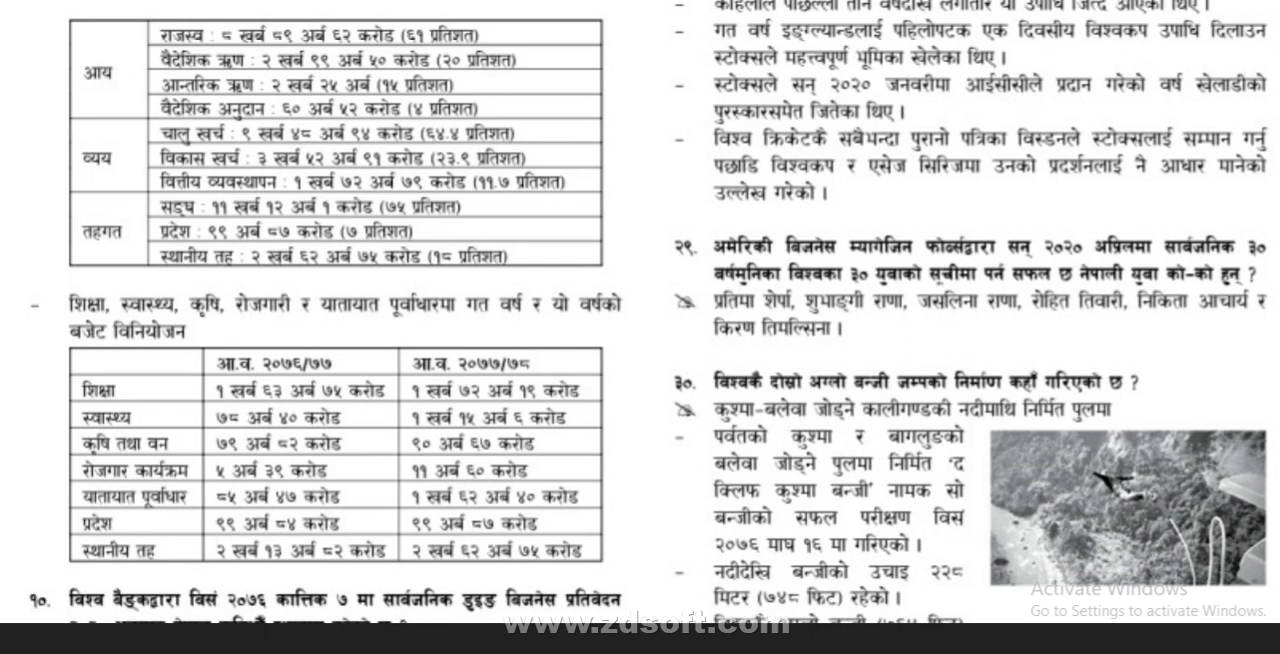 आय
राजस्व : ८ खर्ब ८९ अर्ब ६२ करोड (६१ प्रतिशत)
वैदेशिक ऋण : २ खर्ब ९९ अर्ब ५० करोड (२० प्रतिशत)
आन्तरिक ऋण : २ खर्ब २५ अर्ब (१५ प्रतिशत)
वैदेशिक अनुदान : ६० अर्ब ५२ करोड (४ प्रतिशत)
व्यय
चालु खर्च : ९ खर्ब ४८ अर्ब ९४ करोड (६४.४ प्रतिशत)
विकास खर्च : ३ खर्ब ५२ अर्ब ९१ करोड (२३.९ प्रतिशत)
वित्तीय व्यवस्थापन : १ खर्ब ७२ अर्ब ७९ करोड (११.७ प्रतिशत)
तहगत
सङ्घ : ११ खर्ब १२ अर्ब १ करोड (७५ प्रतिशत)
प्रदेश : ९९ अर्ब ८७ करोड (७ प्रतिशत)
स्थानीय तह : २ खर्ब ६२ अर्ब ७५ करोड (१८ प्रतिशत)
- शिक्षा, स्वास्थ्य, कृषि, रोजगारी र यातायात पूर्वाधारमा गत वर्ष र यो वर्षको
बजेट विनियोजन
आ.व. २०७६/७७ आ.व. २०७७/७८
शिक्षा १ खर्ब ६३ अर्ब ७५ करोड १ खर्ब ७२ अर्ब १९ करोड
स्वास्थ्य ७८ अर्ब ४० करोड १ खर्ब १५ अर्ब ६ करोड
कृषि तथा वन ७९ अर्ब ८२ करोड ९० अर्ब ६७ करोड
रोजगार कार्यक्रम ५ अर्ब ३९ करोड ११ अर्ब ६० करोड
यातायात पूर्वाधार ८५ अर्ब ४७ करोड १ खर्ब ६२ अर्ब ४० करोड
प्रदेश ९९ अर्ब ८४ करोड ९९ अर्ब ८७ करोड
स्थानीय तह २ खर्ब १३ अर्ब ८२ करोड २ खर्ब ६२ अर्ब ७५ करोड
१०. विश्व बैङ्कद्वारा विसं २०७६ कात्तिक ७ मा सार्वजनिक डुइङ बिजनेस प्रतिवेदन
- कोहलीले पछिल्लो तीन वर्षदेखि लगातार यो उपाधि जित्दै आएका थिए ।
- गत वर्ष इङ्ग्ल्यान्डलाई पहिलोपटक एक दिवसीय विश्वकप उपाधि दिलाउन
स्टोक्सले महत्त्वपूर्ण भूमिका खेलेका थिए ।
- स्टोक्सले सन् २०२० जनवरीमा आईसीसीले प्रदान गरेको वर्ष खेलाडीको
पुरस्कारसमेत जितेका थिए ।
- विश्व क्रिकेटकै सबैभन्दा पुरानो पत्रिका विस्डनले स्टोक्सलाई सम्मान गर्नु
पछाडि विश्वकप र एसेज सिरिजमा उनको प्रदर्शनलाई नै आधार मानेको
उल्लेख गरेको ।
२९. अमेरिकी बिजनेस म्यागेजिन फोर्ब्सद्वारा सन् २०२० अप्रिलमा सार्वजनिक ३०
वर्षमुनिका विश्वका ३० युवाको सूचीमा पर्न सफल छ नेपाली युवा को-को हुन् ?
प्रतिमा शेर्पा, शुभाङ्गी राणा, जसलिना राणा, रोहित तिवारी, निकिता आचार्य र
किरण तिमल्सिना ।
३०. विश्वकै दोस्रो अग्लो बन्जी जम्पको निर्माण कहाँ गरिएको छ ?
कुश्मा-बलेवा जोड्ने कालीगण्डकी नदीमाथि निर्मित पुलमा
- पर्वतको कुश्मा र बागलुङको
बलेवा जोड्ने पुलमा निर्मित 'द
क्लिफ कुश्मा बन्जी' नामक सो
बन्जीको सफल परीक्षण विसं
२०७६ माघ १६ मा गरिएको ।
- नदीदेखि बन्जीको उचाइ २२८
मिटर (७४८ फिट) रहेको ।
Activate Windows
Go to Settings to activate Windows.
www.zdsoft.com